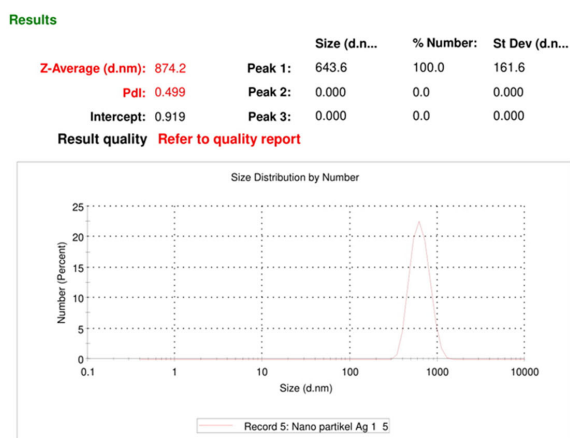 Results
Size (d.n... % Number: St Dev (d.n...
Z-Average (d.nm): 874.2 Peak 1: 643.6 100.0 161.6
PdI: 0.499 Peak 2: 0.000 0.0 0.000
Intercept: 0.919 Peak 3: 0.000 0.0 0.000
Result quality Refer to quality report
Size Distribution by Number
Number (Percent)
25
20
15
10
5
0
0.1 1 10 100 1000 10000
Size (d.nm)
Record 5: Nano partikel Ag 1 5